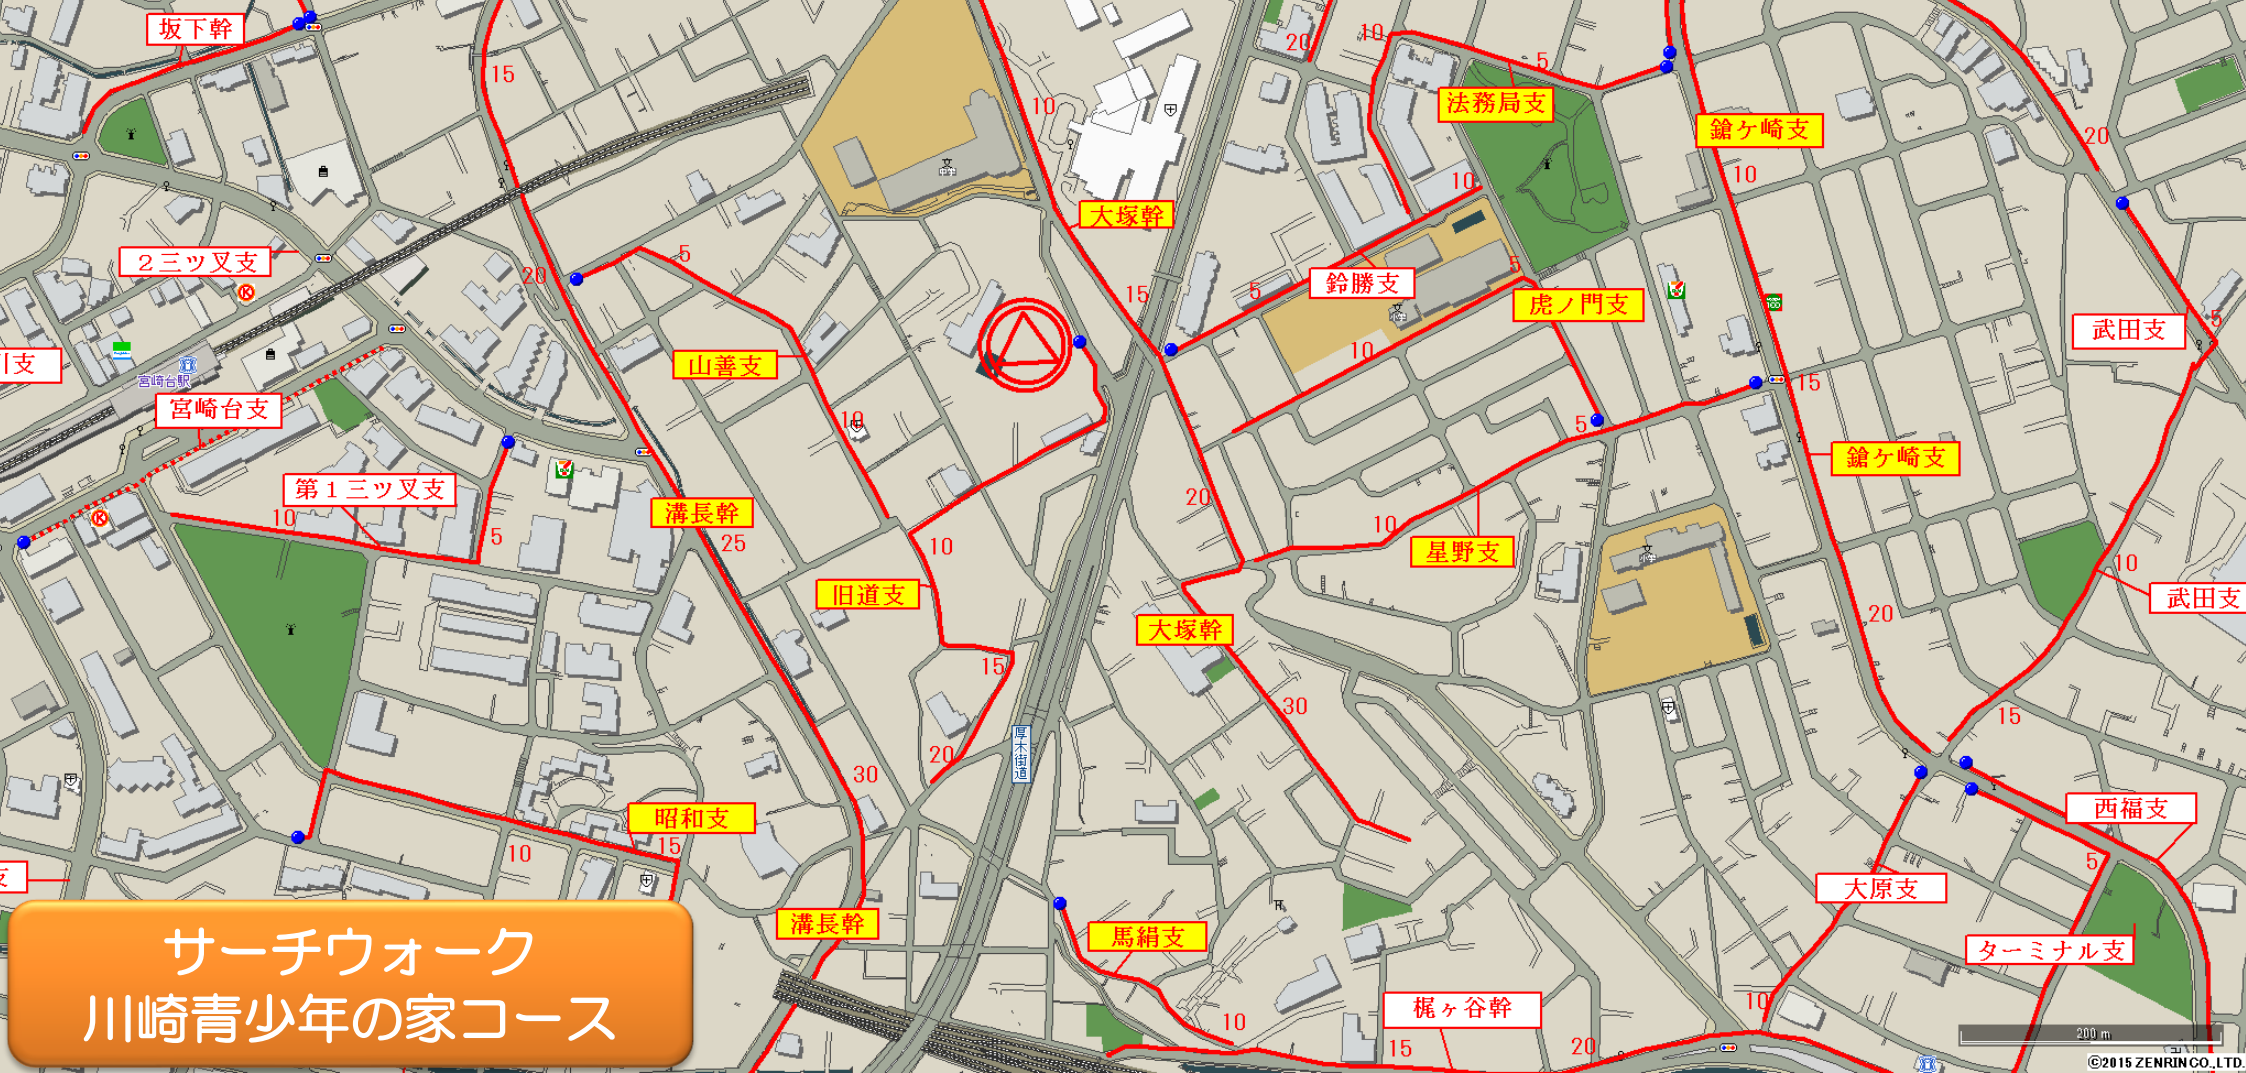 坂下幹
15
10
20
10
5
法務局支
鎗ケ崎支
20
10
10
大塚幹
2三ツ叉支
20
5
15
5
鈴勝支
5
虎ノ門支
武田支
5
川支
宮崎台駅
山善支
10
15
宮崎台支
10
5
鎗ケ崎支
第1三ツ叉支
10
5
溝長幹
25
20
10
星野支
10
旧道支
10
武田支
大塚幹
20
15
30
15
厚木街道
20
30
昭和支
10
15
西福支
5
大原支
溝長幹
馬絹支
ターミナル支
サーチウォーク
川崎青少年の家コース
10
梶ヶ谷幹
10
15
20
200 m
©2015 ZENRIN CO., LTD.